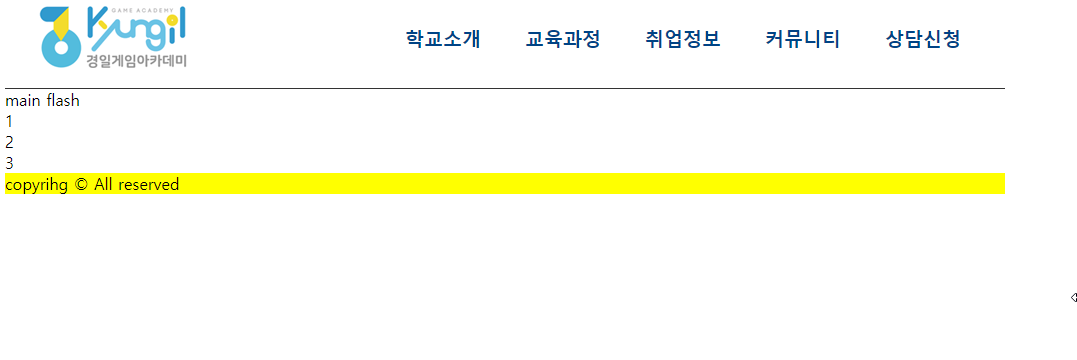 GAME ACADEMY
Kyungil
경일게임아카데미
학교소개 교육과정 취업정보 커뮤니티 상담신청
main flash
1
2
3
copyrihg © All reserved